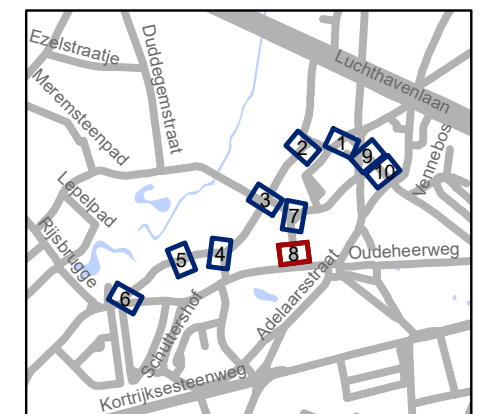 Ezelstraatje
Duddegemstraat
Luchthavenlaan
Meremsteenpad
Vennebos
1
2
9
10
Lepelpad
3
7
Rijsbrugge
8
Oudeheerweg
4
5
6
Adelaarsstraat
Schuttershof
Kortrijksesteenweg